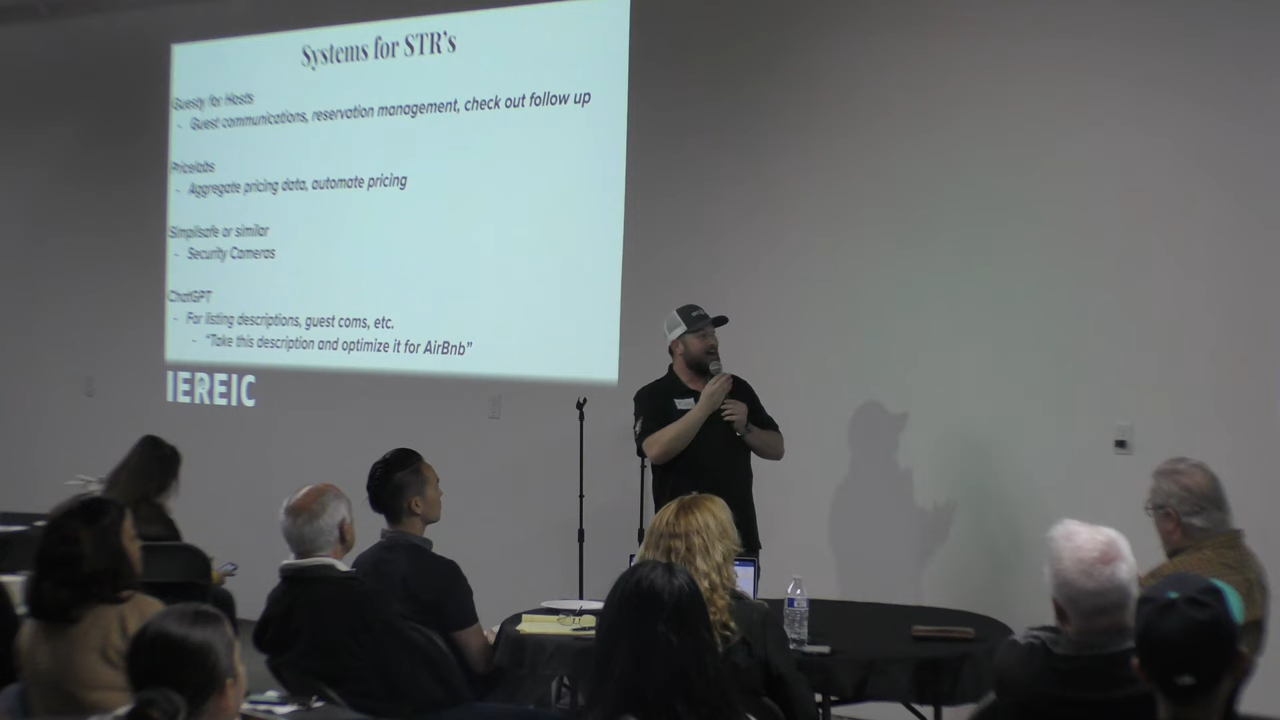 Systems for STR's
Guesty for Hosts
- Guest communications, reservation management, check out follow up
Pricelabs
- Aggregate pricing data, automate pricing
Simplisafe or similar
- Security Cameras
ChatGPT
- For listing descriptions, guest coms, etc.
- "Take this description and optimize it for AirBnb"
IEREIC